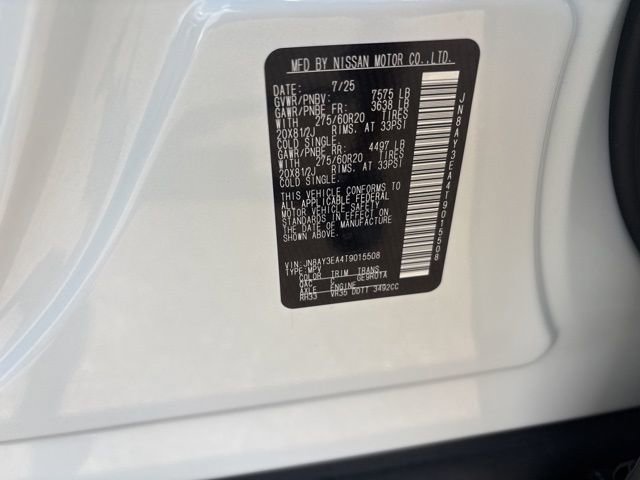 MFD BY NISSAN MOTOR CO.,LTD.
DATE: 7/25
GVWR/PNBV: 7575 LB
GAWR/PNBE FR: 3638 LB
WITH 275/60R20 TIRES
20X81/2J RIMS, AT 33PSI
COLD SINGLE.
GAWR/PNBE RR: 4497 LB
WITH 275/60R20 TIRES
20X81/2J RIMS, AT 33PSI
COLD SINGLE.
THIS VEHICLE CONFORMS TO
ALL APPLICABLE FEDERAL
MOTOR VEHICLE SAFETY
STANDARDS IN EFFECT ON
THE DATE OF MANUFACTURE
SHOWN ABOVE.
VIN: JN8AY3EA4T9015508
TYPE: MPV
COLOR TRIM TRANS
QAC GE9R01A
AXLE ENGINE
RH33 VR35 DDTT 3492CC
JN8AY3EA4T9015508